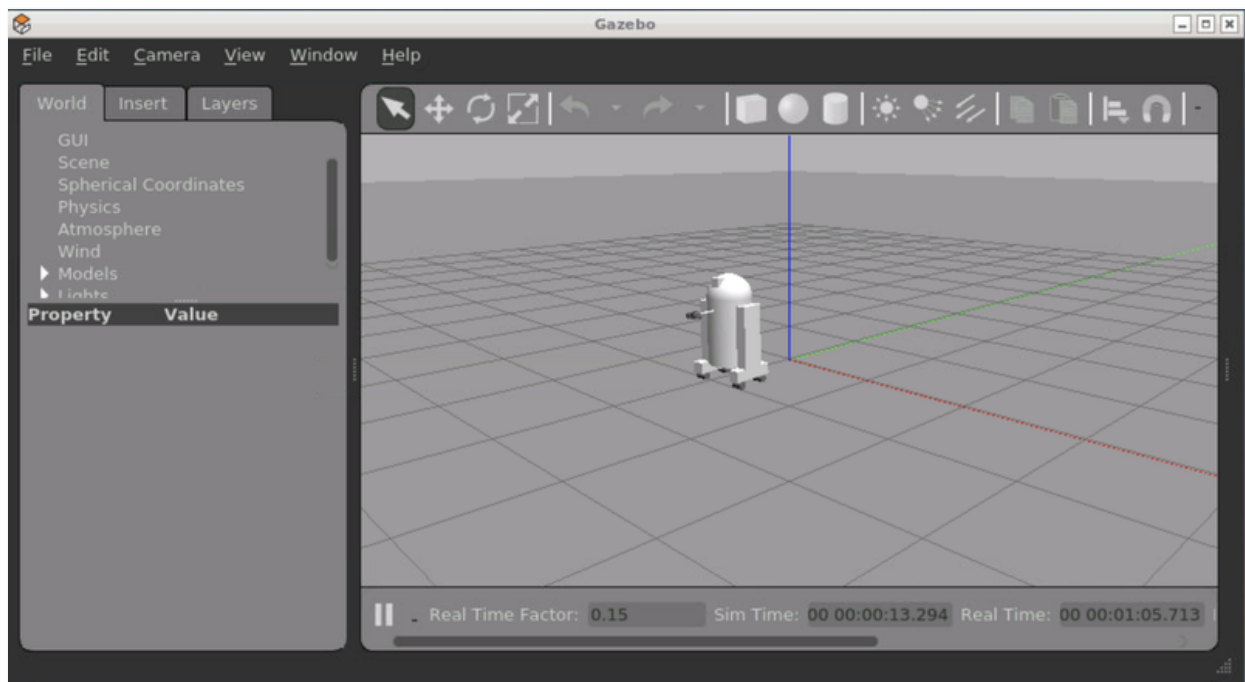 Gazebo
File Edit Camera View Window Help
World Insert Layers
GUI
Scene
Spherical Coordinates
Physics
Atmosphere
Wind
Models
Lights
Property Value
Real Time Factor: 0.15 Sim Time: 00 00:00:13.294 Real Time: 00 00:01:05.713